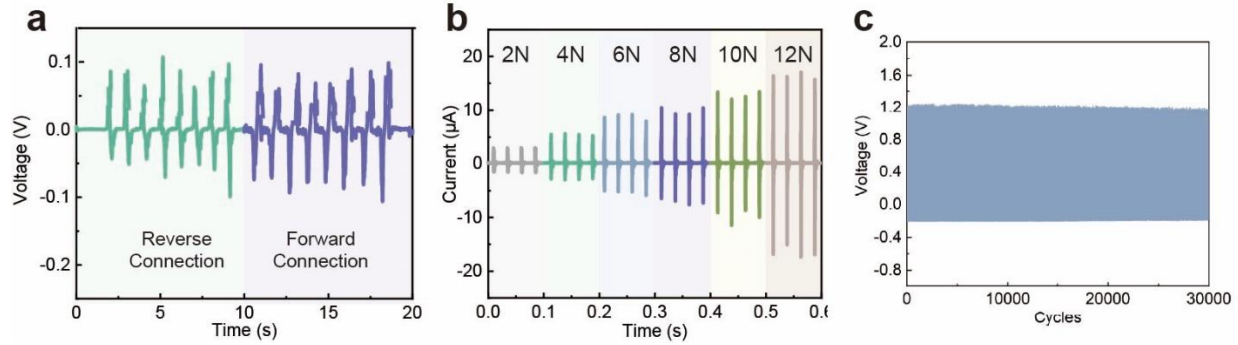 a
Voltage (V)
0.1
0.0
-0.1
-0.2
Reverse
Connection
Forward
Connection
0 5 10 15 20
Time (s)
b
Current (µA)
20
10
0
-10
-20
2N 4N 6N 8N 10N 12N
0.0 0.1 0.2 0.3 0.4 0.5 0.6
Time (s)
c
Voltage (V)
2.0
1.6
1.2
0.8
0.4
0.0
-0.4
-0.8
0 10000 20000 30000
Cycles